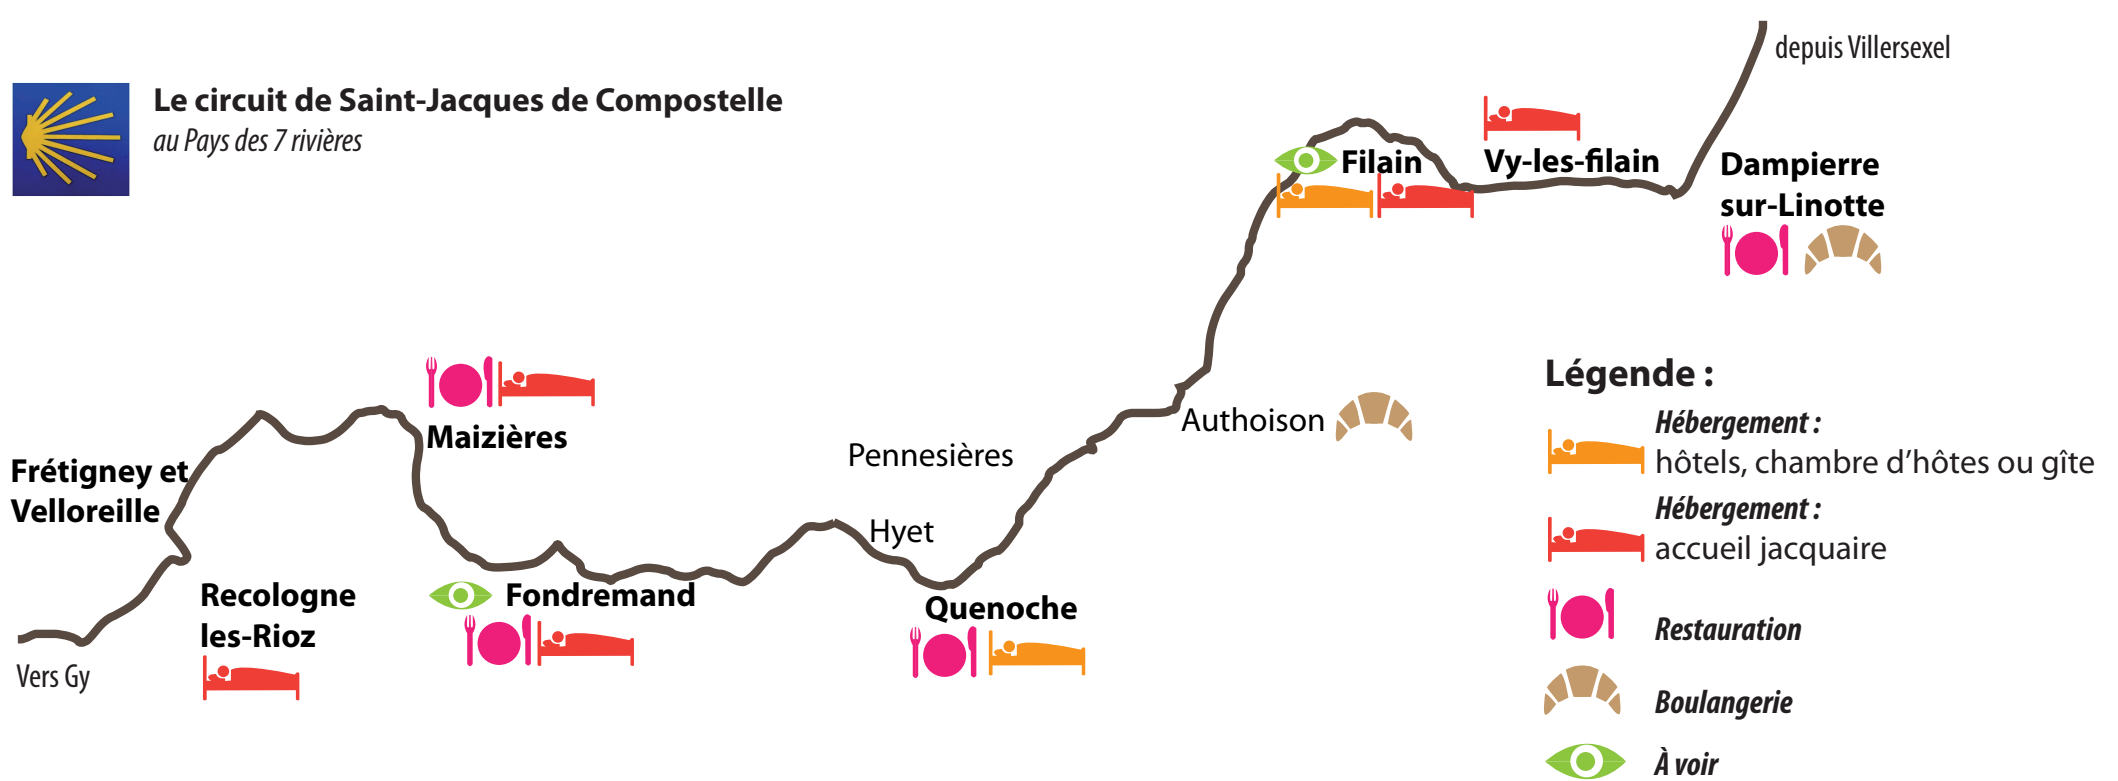 Le circuit de Saint-Jacques de Compostelle
au Pays des 7 rivières
depuis Villersexel
Filain
Vy-les-filain
Dampierre
sur-Linotte
Maizières
Authoison
Pennesières
Hyet
Frétigney et
Velloreille
Recologne
les-Rioz
Fondremand
Quenoche
Vers Gy
Légende :
Hébergement :
hôtels, chambre d'hôtes ou gîte
Hébergement :
accueil jacquaire
Restauration
Boulangerie
À voir